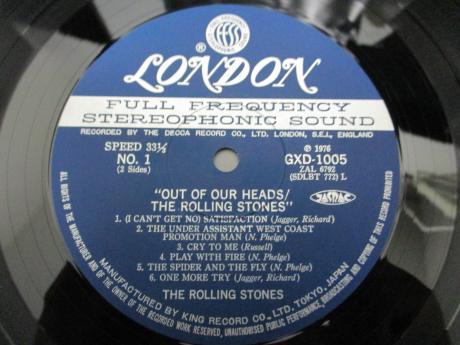 FULL FREQUENCY STEREOPHONIC SOUND
ffss
LONDON
®
FULL FREQUENCY
STEREOPHONIC SOUND
RECORDED BY THE DECCA RECORD CO., LTD. LONDON, S.E.I., ENGLAND
SPEED 33⅓
NO. 1
(2 Sides)
℗ 1976
GXD-1005
ZAL 6792
(SDLBT 772) L
"OUT OF OUR HEADS/
THE ROLLING STONES"
JASRAC
1. (I CAN'T GET NO) SATISFACTION (Jagger, Richard)
2. THE UNDER ASSISTANT WEST COAST
PROMOTION MAN (N. Phelge)
3. CRY TO ME (Russell)
4. PLAY WITH FIRE (N. Phelge)
5. THE SPIDER AND THE FLY (N. Phelge)
6. ONE MORE TRY (Jagger, Richard)
THE ROLLING STONES
MANUFACTURED BY KING RECORD CO., LTD. TOKYO, JAPAN
ALL RIGHTS OF THE MANUFACTURER AND OF THE OWNER OF THE RECORDED WORK RESERVED, UNAUTHORISED PUBLIC PERFORMANCE, BROADCASTING AND COPYING OF THIS RECORD PROHIBITED